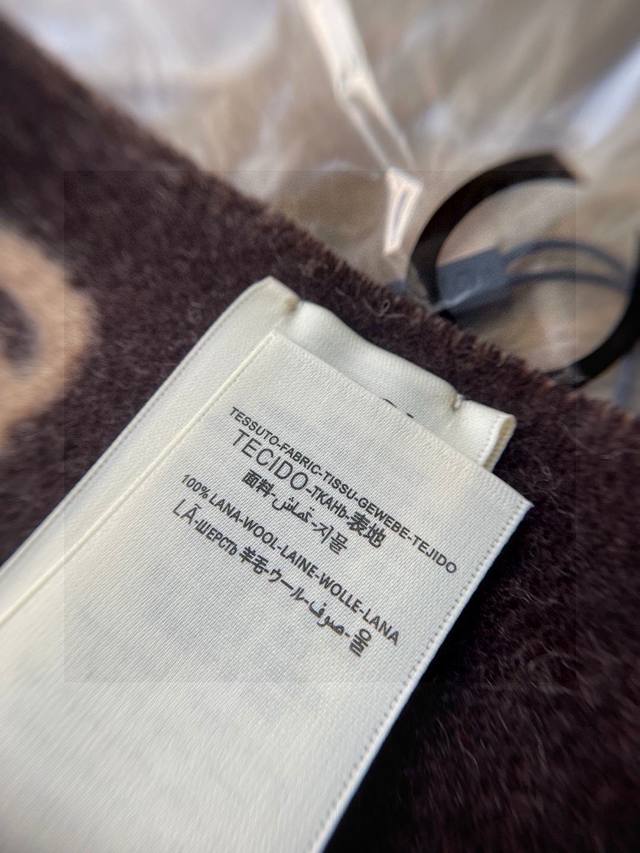 TESSUTO-FABRIC-TISSU-GEWEBE-TEJIDO
TECIDO-ТКАНЬ-表地
面料-قماش-직물
100% LANA-WOOL-LAINE-WOLLE-LANA
LÃ-ШЕРСТЬ 羊毛-ウール-صوف-울